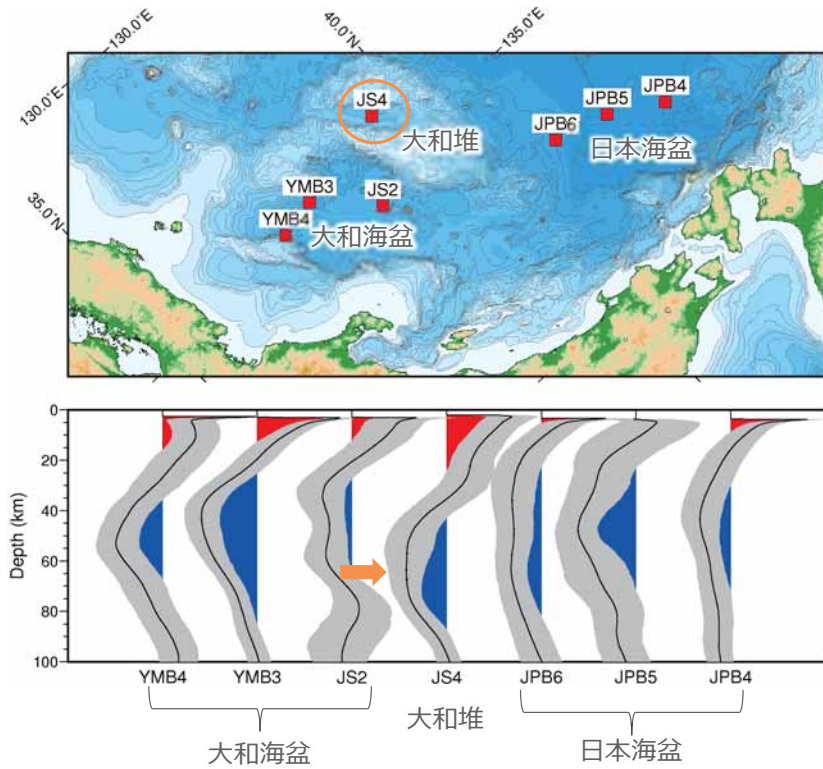 130.0°E
40.0°N
135.0°E
130.0°E
35.0°N
JS4
大和堆
JPB4
JPB5
JPB6
日本海盆
YMB3
JS2
YMB4
大和海盆
Depth (km)
0
20
40
60
80
100
YMB4 YMB3 JS2 JS4 JPB6 JPB5 JPB4
大和海盆 大和堆 日本海盆